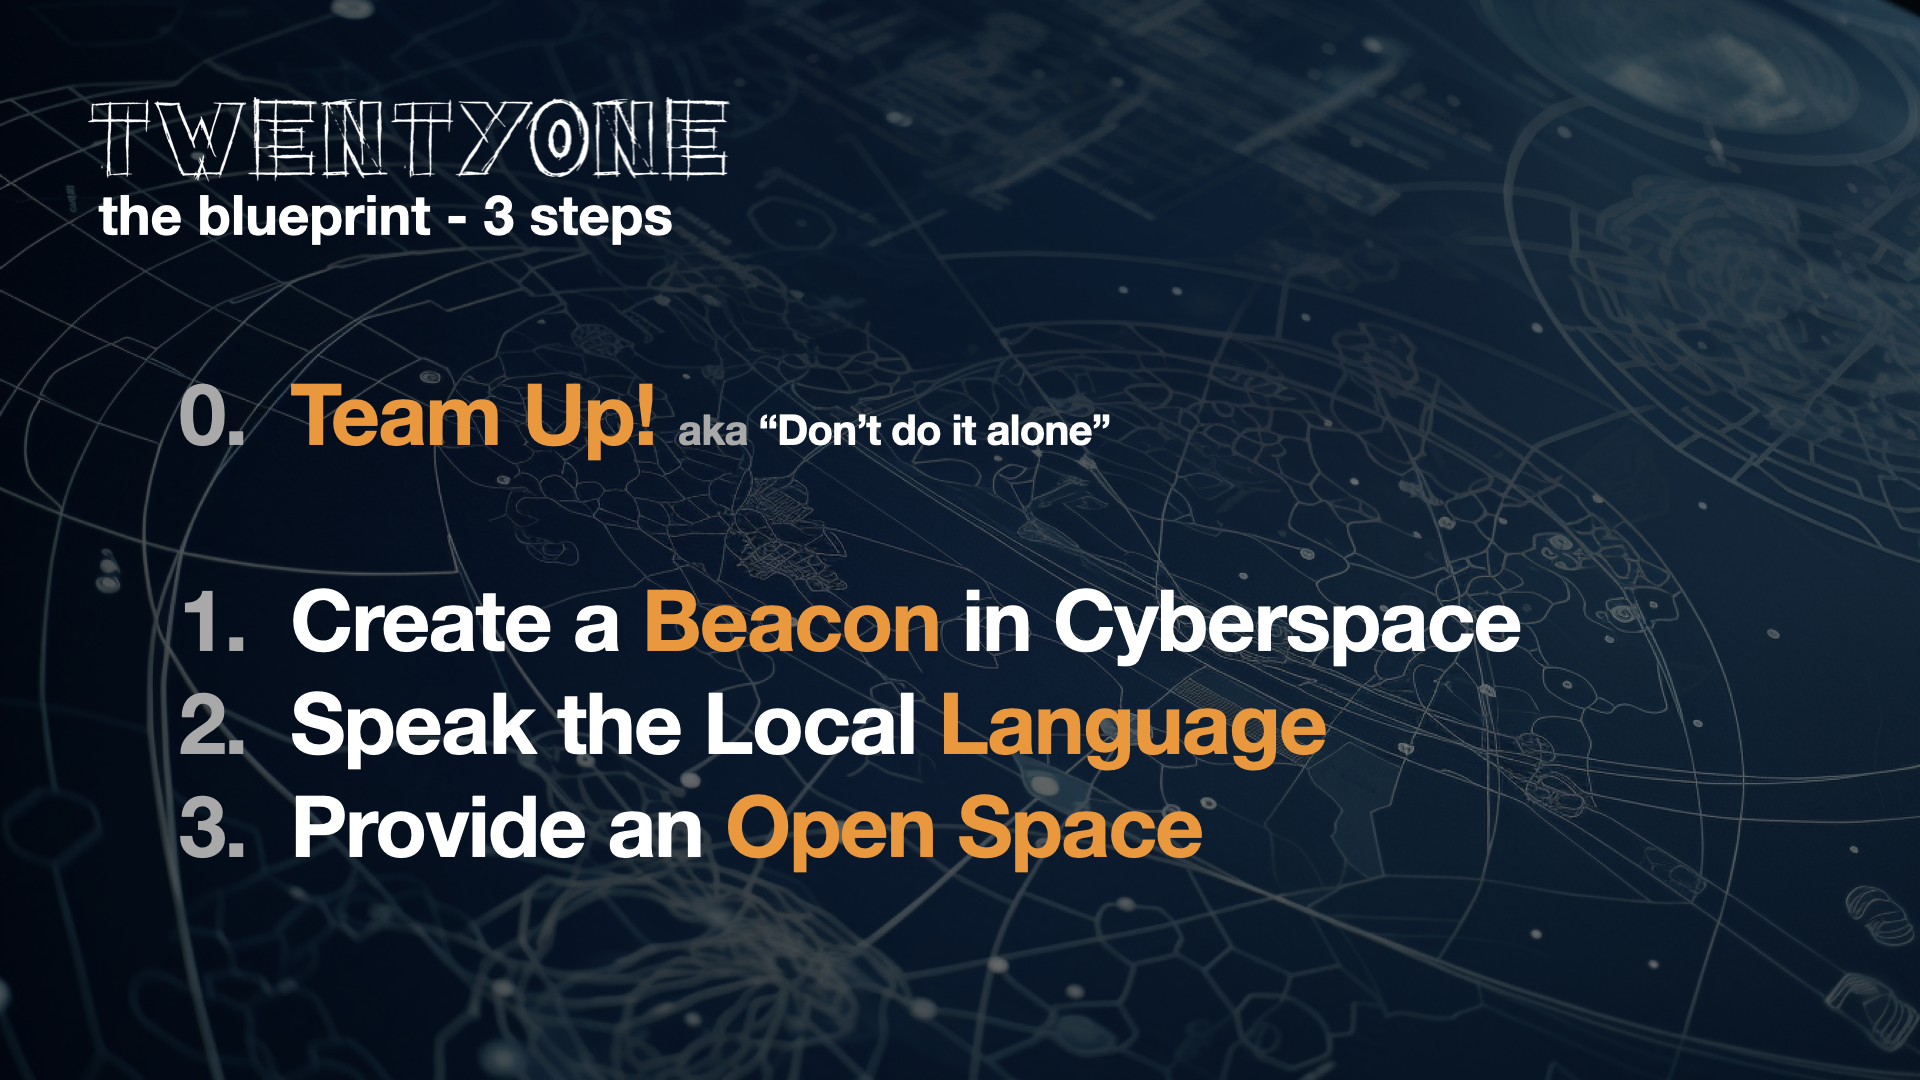 TWENTYONE
the blueprint - 3 steps
0. Team Up! aka “Don’t do it alone”
1. Create a Beacon in Cyberspace
2. Speak the Local Language
3. Provide an Open Space